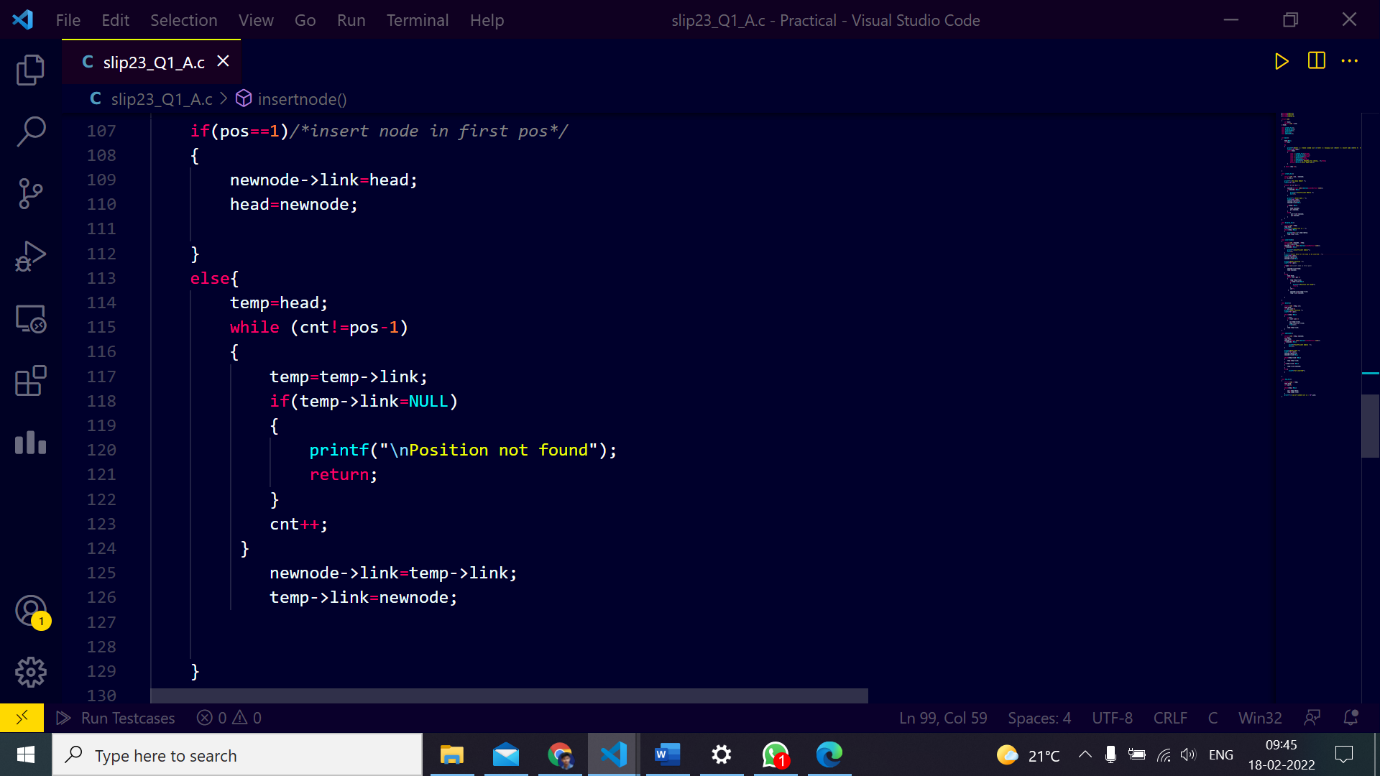 File Edit Selection View Go Run Terminal Help slip23_Q1_A.c - Practical - Visual Studio Code
C slip23_Q1_A.c
C slip23_Q1_A.c > insertnode()
107 if(pos==1)/*insert node in first pos*/
108 {
109 newnode->link=head;
110 head=newnode;
111
112 }
113 else{
114 temp=head;
115 while (cnt!=pos-1)
116 {
117 temp=temp->link;
118 if(temp->link=NULL)
119 {
120 printf("\nPosition not found");
121 return;
122 }
123 cnt++;
124 }
125 newnode->link=temp->link;
126 temp->link=newnode;
127
128
129 }
130
1
Run Testcases 0 0 Ln 99, Col 59 Spaces: 4 UTF-8 CRLF C Win32
Type here to search 1 21°C ENG 09:45
18-02-2022